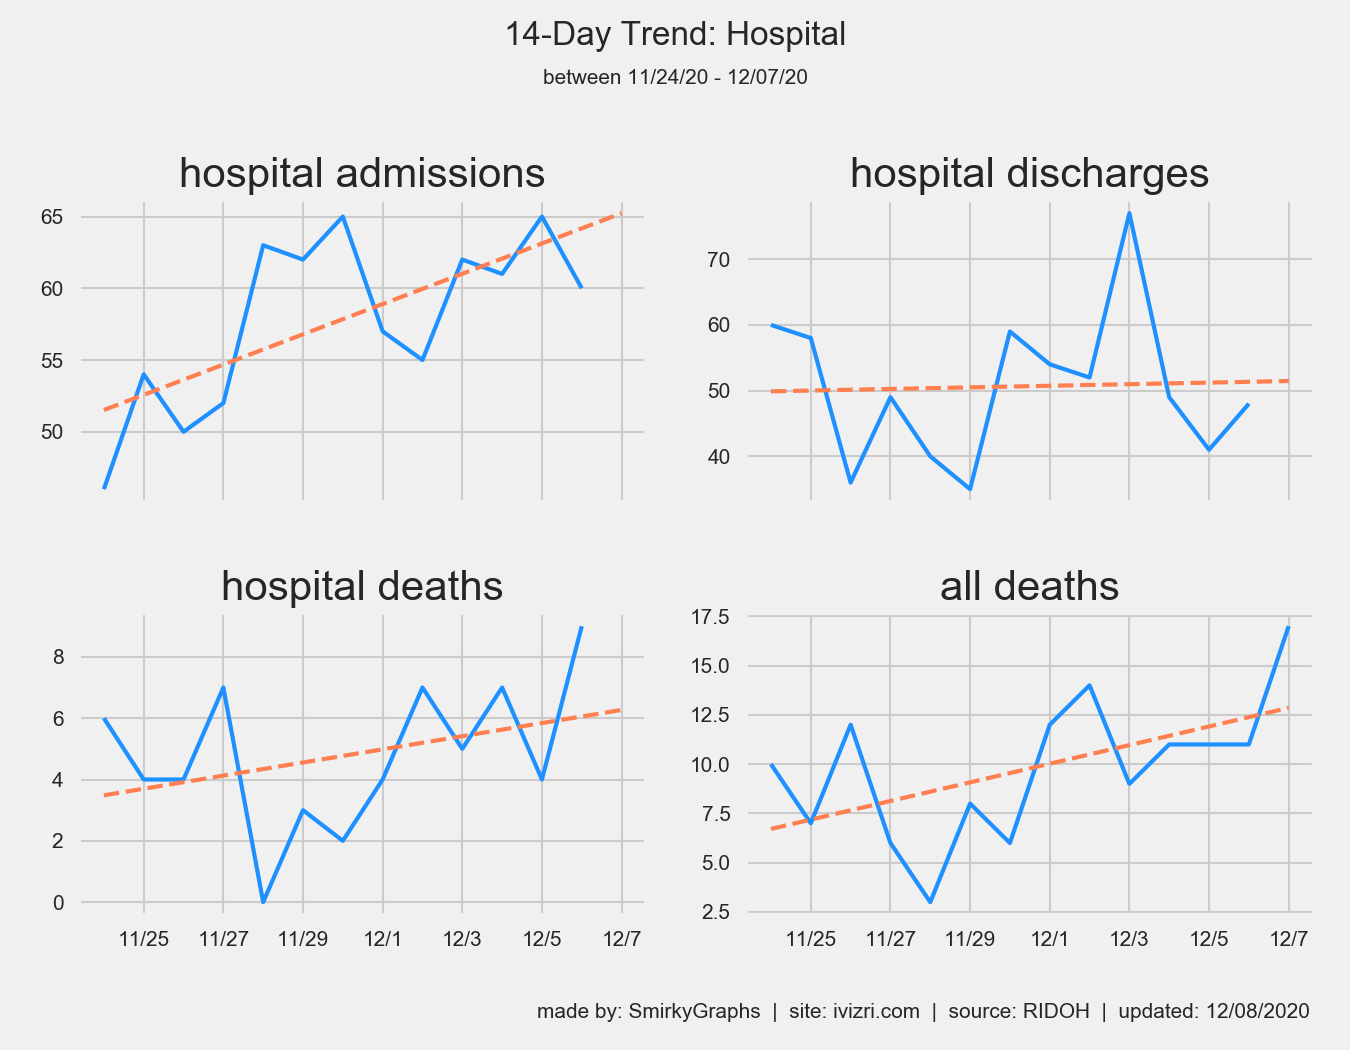 14-Day Trend: Hospital
between 11/24/20 - 12/07/20
hospital admissions
65
60
55
50
hospital discharges
70
60
50
40
hospital deaths
8
6
4
2
0
11/25 11/27 11/29 12/1 12/3 12/5 12/7
all deaths
17.5
15.0
12.5
10.0
7.5
5.0
2.5
11/25 11/27 11/29 12/1 12/3 12/5 12/7
made by: SmirkyGraphs | site: ivizri.com | source: RIDOH | updated: 12/08/2020